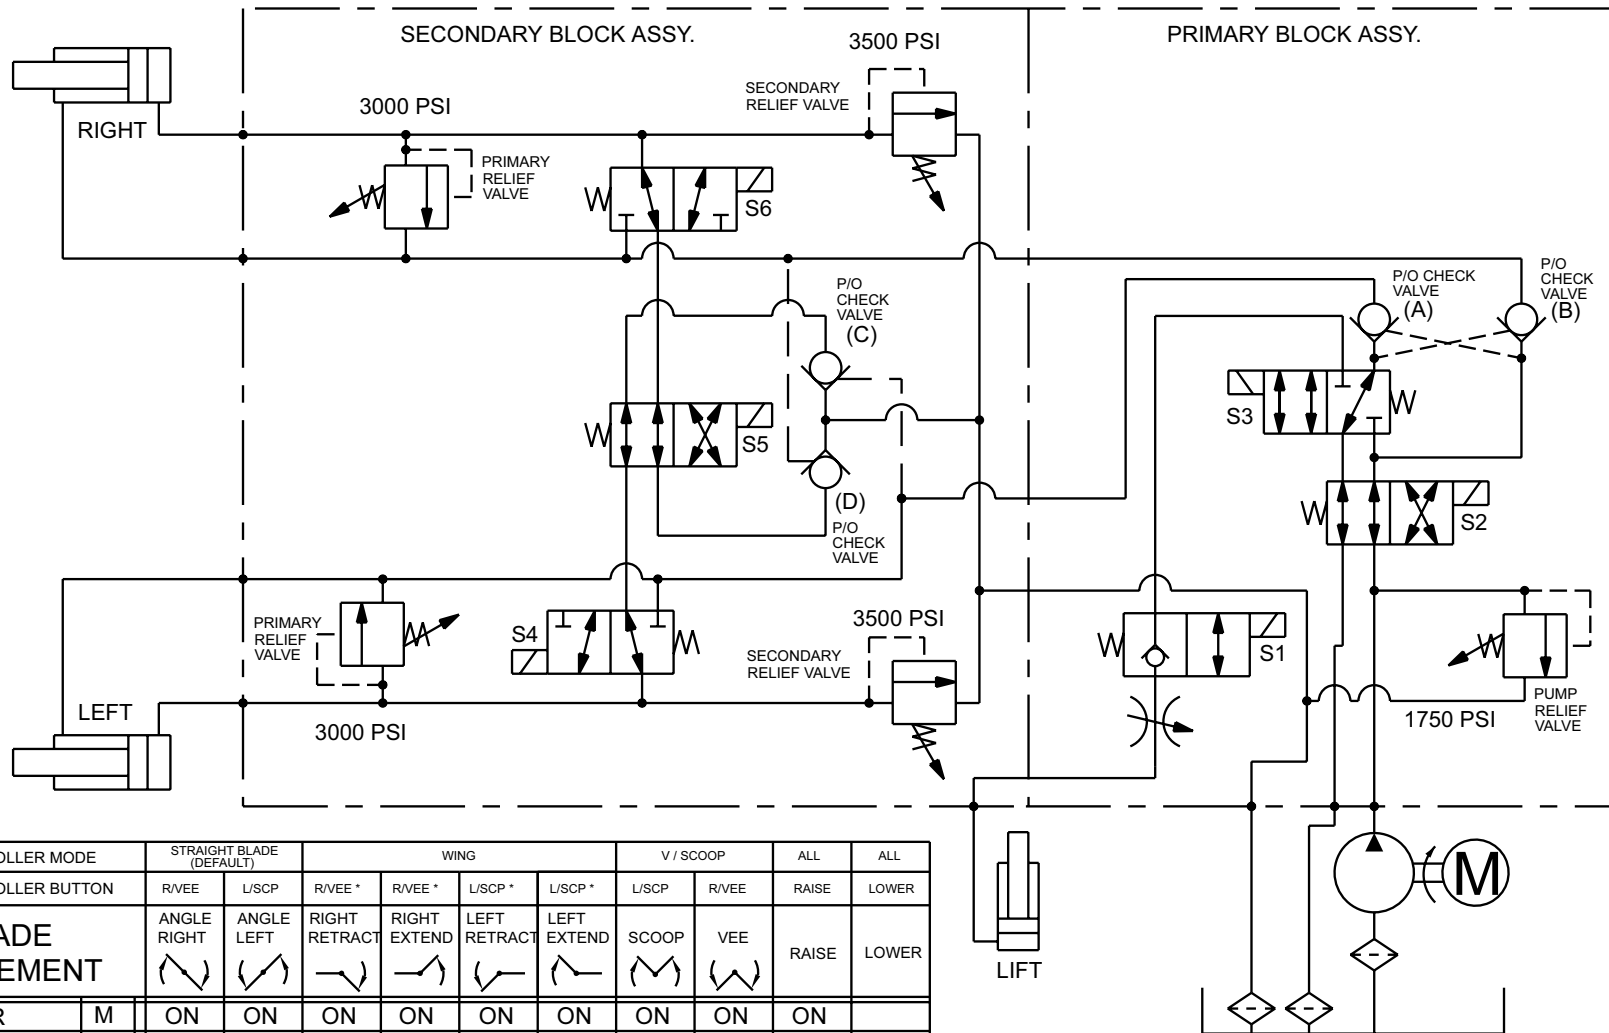 SECONDARY BLOCK ASSY.
3500 PSI
PRIMARY BLOCK ASSY.
SECONDARY
RELIEF VALVE
3000 PSI
RIGHT
PRIMARY
RELIEF
VALVE
S6
P/O
CHECK
VALVE
(C)
P/O CHECK
VALVE
(A)
P/O
CHECK
VALVE
(B)
S3
S5
(D)
P/O
CHECK
VALVE
S2
PRIMARY
RELIEF
VALVE
S4
3500 PSI
SECONDARY
RELIEF VALVE
S1
LEFT
3000 PSI
1750 PSI
PUMP
RELIEF
VALVE
M
LIFT
OLLER MODE
STRAIGHT BLADE
(DEFAULT)
WING
V / SCOOP
ALL
ALL
OLLER BUTTON
R/VEE
L/SCP
R/VEE *
R/VEE *
L/SCP *
L/SCP *
L/SCP
R/VEE
RAISE
LOWER
ADE
EMENT
ANGLE
RIGHT
ANGLE
LEFT
RIGHT
RETRACT
RIGHT
EXTEND
LEFT
RETRACT
LEFT
EXTEND
SCOOP
VEE
RAISE
LOWER
R
M
ON
ON
ON
ON
ON
ON
ON
ON
ON